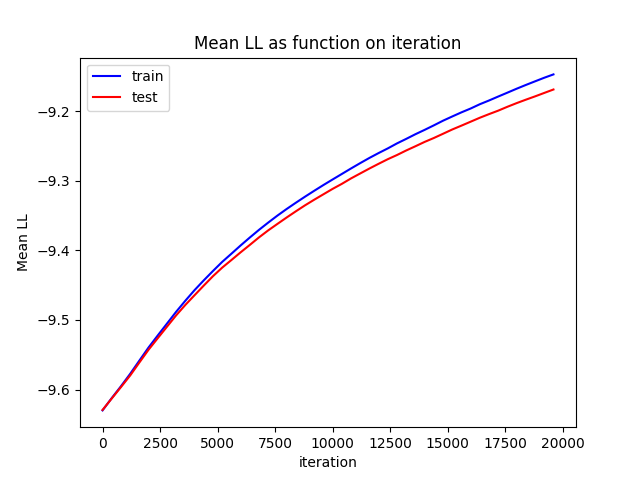 Mean LL as function on iteration
train
test
Mean LL
−9.2
−9.3
−9.4
−9.5
−9.6
0
2500
5000
7500
10000
12500
15000
17500
20000
iteration